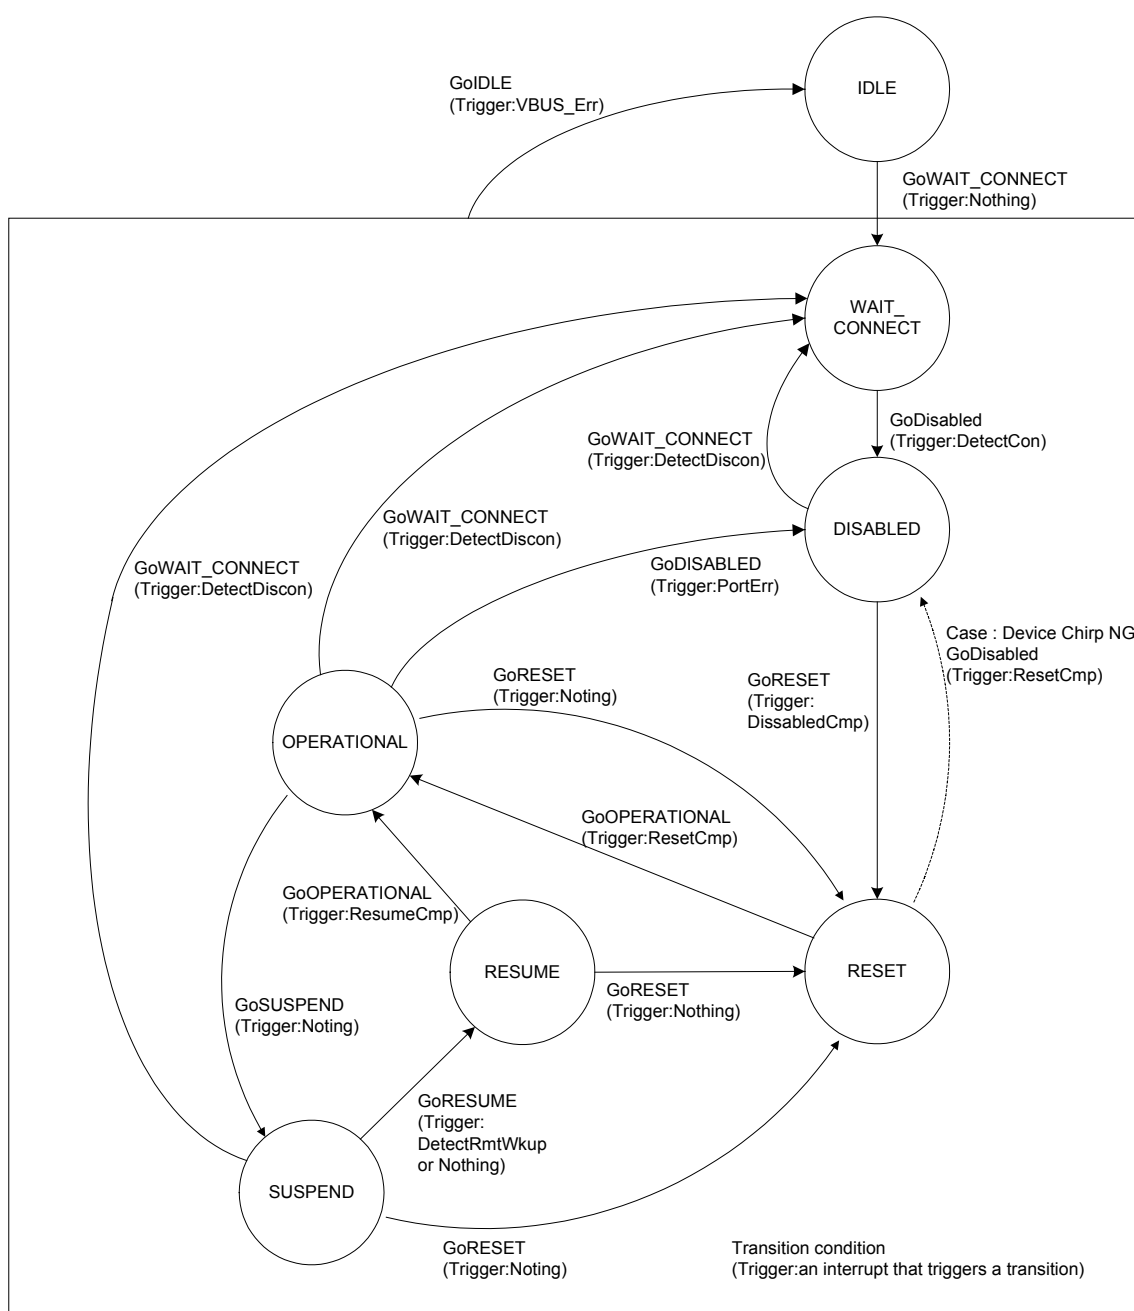 IDLE
GoIDLE
(Trigger:VBUS_Err)
GoWAIT_CONNECT
(Trigger:Nothing)
WAIT_
CONNECT
GoDisabled
(Trigger:DetectCon)
GoWAIT_CONNECT
(Trigger:DetectDiscon)
GoWAIT_CONNECT
(Trigger:DetectDiscon)
DISABLED
GoWAIT_CONNECT
(Trigger:DetectDiscon)
GoDISABLED
(Trigger:PortErr)
Case : Device Chirp NG
GoDisabled
(Trigger:ResetCmp)
GoRESET
(Trigger:Noting)
GoRESET
(Trigger:
DissabledCmp)
OPERATIONAL
GoOPERATIONAL
(Trigger:ResetCmp)
GoOPERATIONAL
(Trigger:ResumeCmp)
RESUME
RESET
GoRESET
(Trigger:Nothing)
GoSUSPEND
(Trigger:Noting)
GoRESUME
(Trigger:
DetectRmtWkup
or Nothing)
SUSPEND
GoRESET
(Trigger:Noting)
Transition condition
(Trigger:an interrupt that triggers a transition)